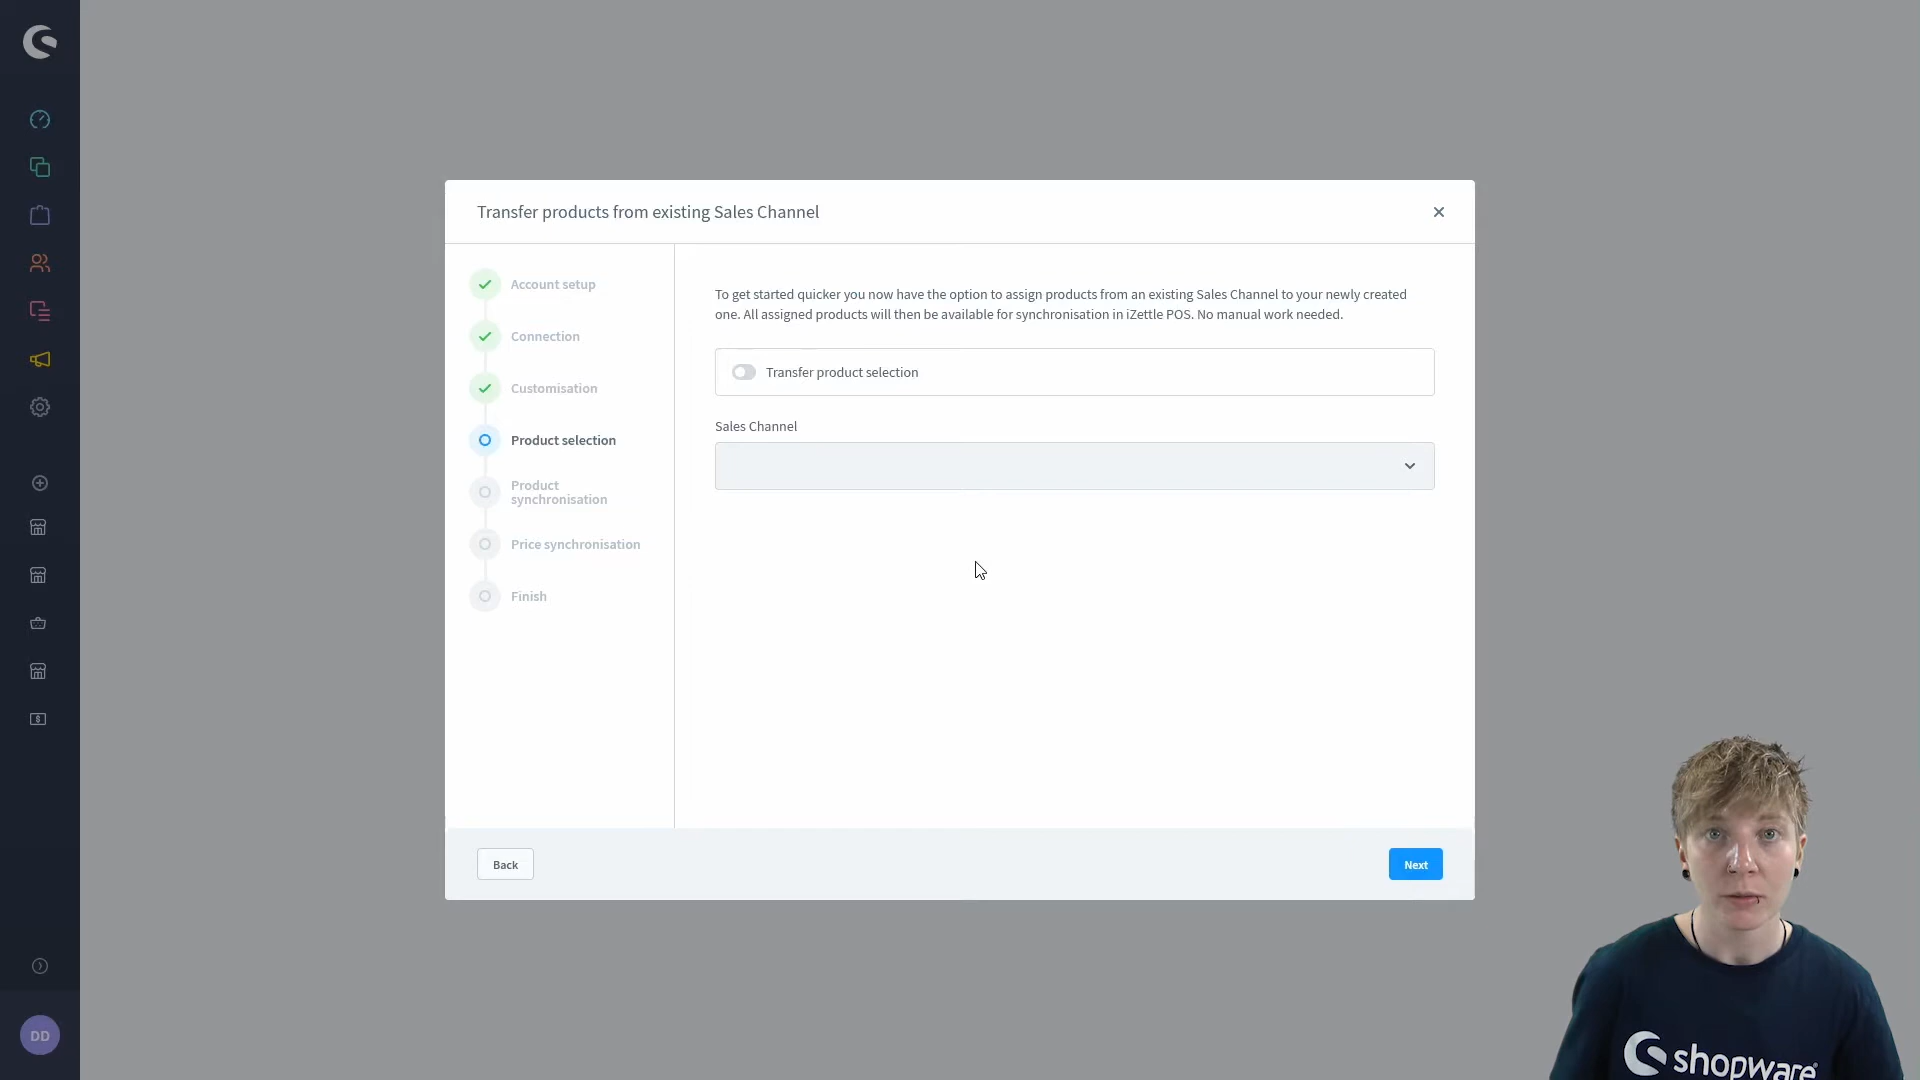 Transfer products from existing Sales Channel
Account setup
Connection
Customisation
Product selection
Product
synchronisation
Price synchronisation
Finish
To get started quicker you now have the option to assign products from an existing Sales Channel to your newly created
one. All assigned products will then be available for synchronisation in iZettle POS. No manual work needed.
Transfer product selection
Sales Channel
Back
Next
DD
shopware